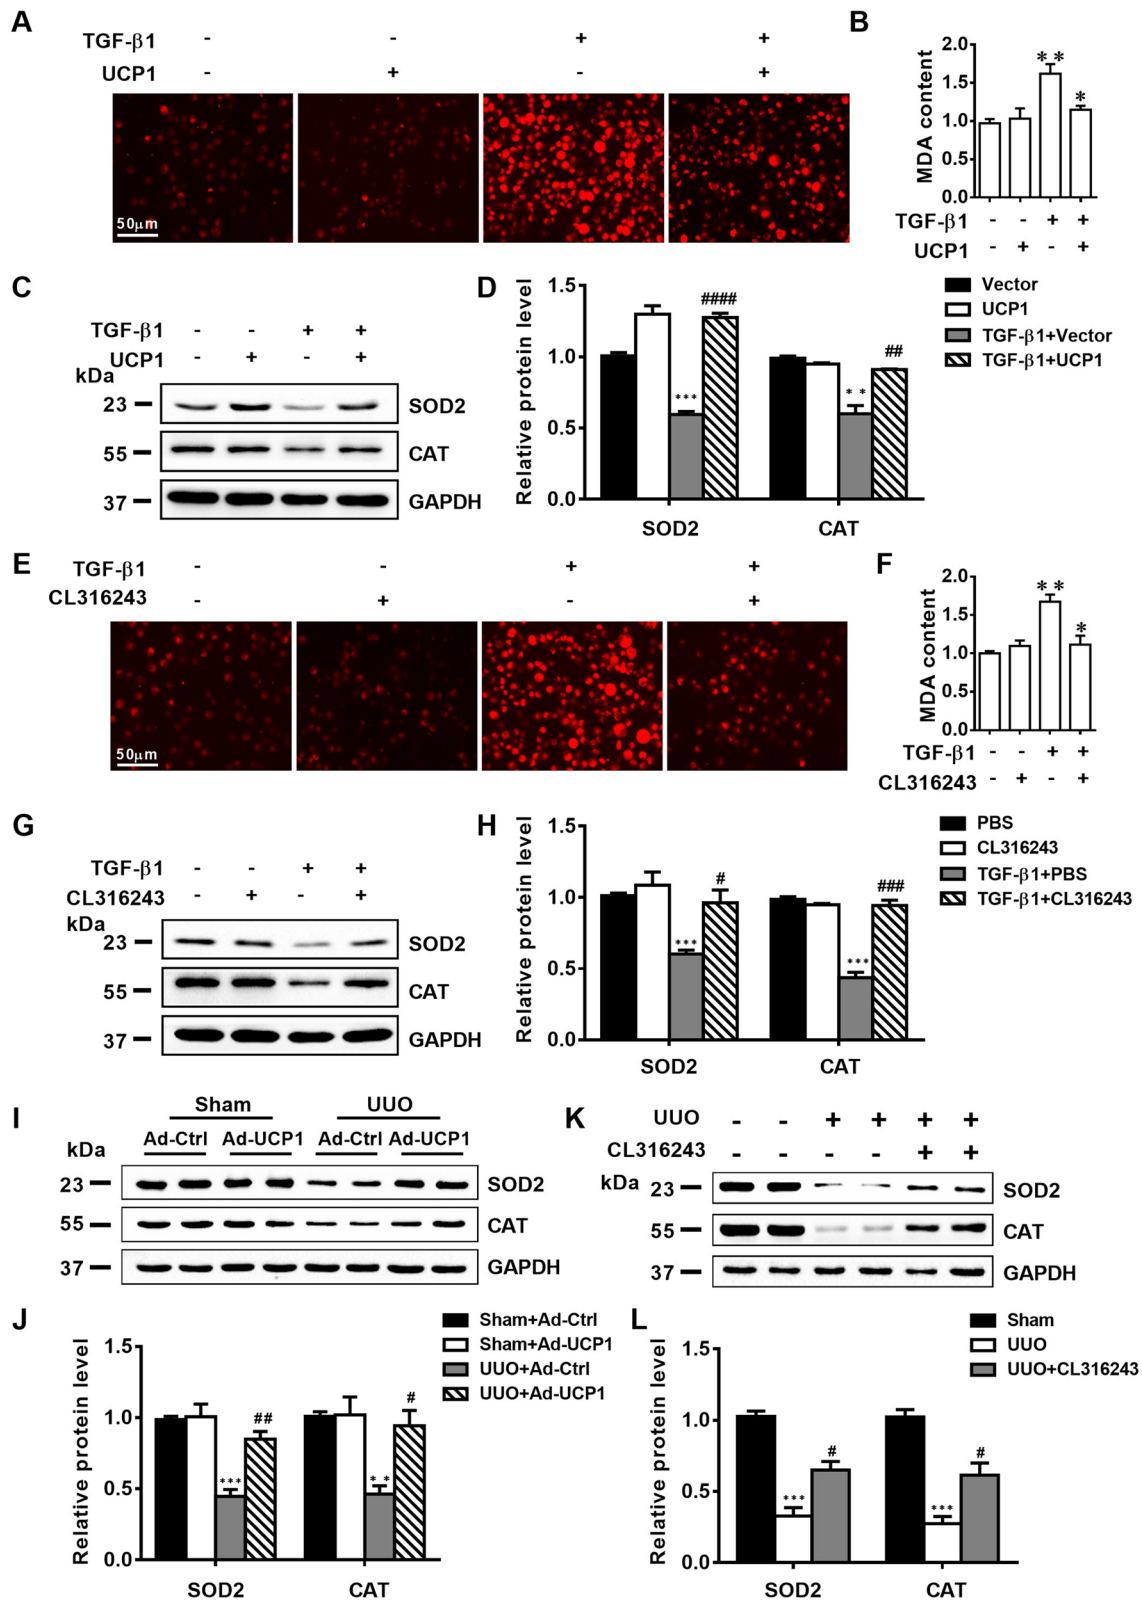 A
TGF-β1 - - + +
UCP1 - + - +
50μm
B
MDA content
2.0
1.5
1.0
0.5
0.0
**
*
TGF-β1 - - + +
UCP1 - + - +
C
TGF-β1 - - + +
UCP1 - + - +
kDa
23 SOD2
55 CAT
37 GAPDH
D
Relative protein level
1.5
1.0
0.5
0.0
*** #### ** ##
SOD2 CAT
Vector
UCP1
TGF-β1+Vector
TGF-β1+UCP1
E
TGF-β1 - - + +
CL316243 - + - +
50μm
F
MDA content
2.0
1.5
1.0
0.5
0.0
**
*
TGF-β1 - - + +
CL316243 - + - +
G
TGF-β1 - - + +
CL316243 - + - +
kDa
23 SOD2
55 CAT
37 GAPDH
H
Relative protein level
1.5
1.0
0.5
0.0
*** # *** ###
SOD2 CAT
PBS
CL316243
TGF-β1+PBS
TGF-β1+CL316243
I
Sham UUO
Ad-Ctrl Ad-UCP1 Ad-Ctrl Ad-UCP1
kDa
23 SOD2
55 CAT
37 GAPDH
K
UUO - - + + + +
CL316243 - - - - + +
kDa
23 SOD2
55 CAT
37 GAPDH
J
Relative protein level
1.5
1.0
0.5
0.0
*** ## ** #
SOD2 CAT
Sham+Ad-Ctrl
Sham+Ad-UCP1
UUO+Ad-Ctrl
UUO+Ad-UCP1
L
Relative protein level
1.5
1.0
0.5
0.0
*** # *** #
SOD2 CAT
Sham
UUO
UUO+CL316243